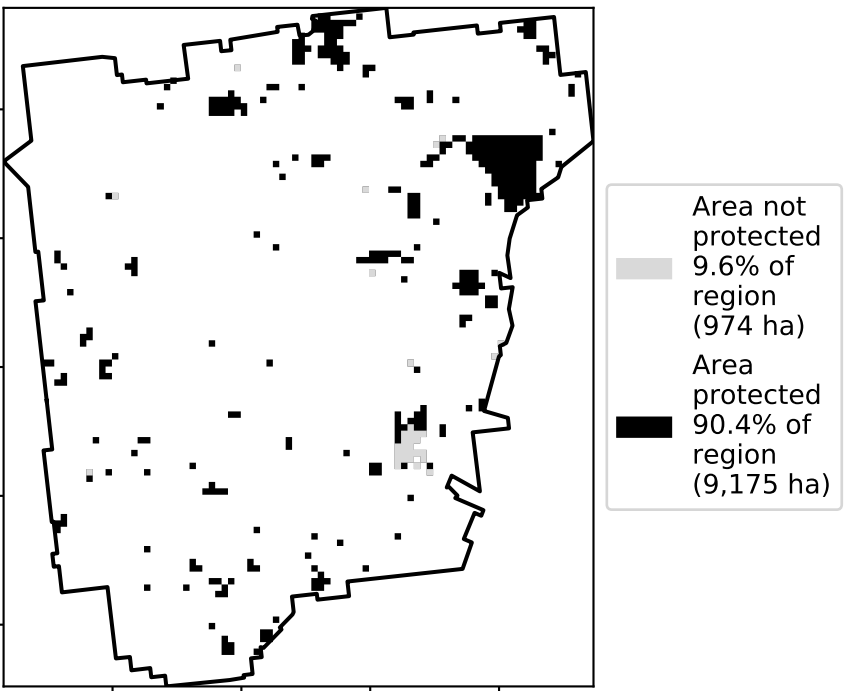 Area not
protected
9.6% of
region
(974 ha)
Area
protected
90.4% of
region
(9,175 ha)